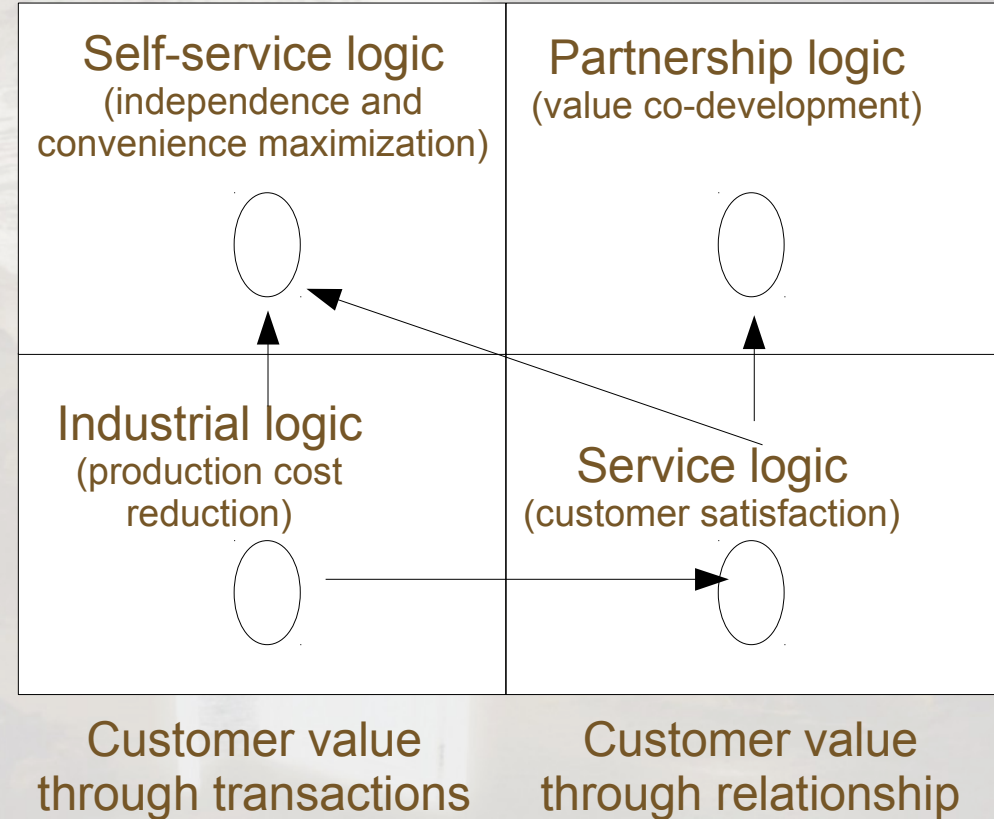 Self-service logic
(independence and
convenience maximization)
Partnership logic
(value co-development)
Industrial logic
(production cost
reduction)
Service logic
(customer satisfaction)
Customer value
through transactions
Customer value
through relationship